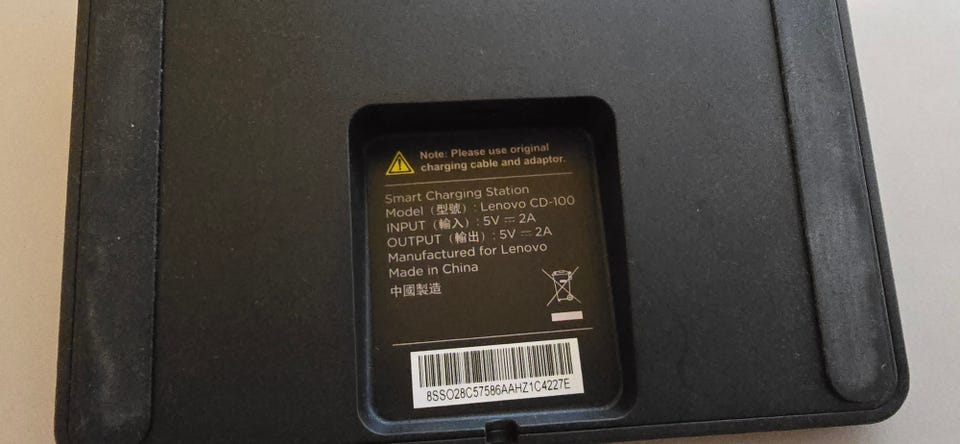 Note: Please use original
charging cable and adaptor.
Smart Charging Station
Model (型號) : Lenovo CD-100
INPUT (輸入) : 5V ⎓ 2A
OUTPUT (輸出) : 5V ⎓ 2A
Manufactured for Lenovo
Made in China
中國製造
8SSO28C57586AAHZ1C4227E